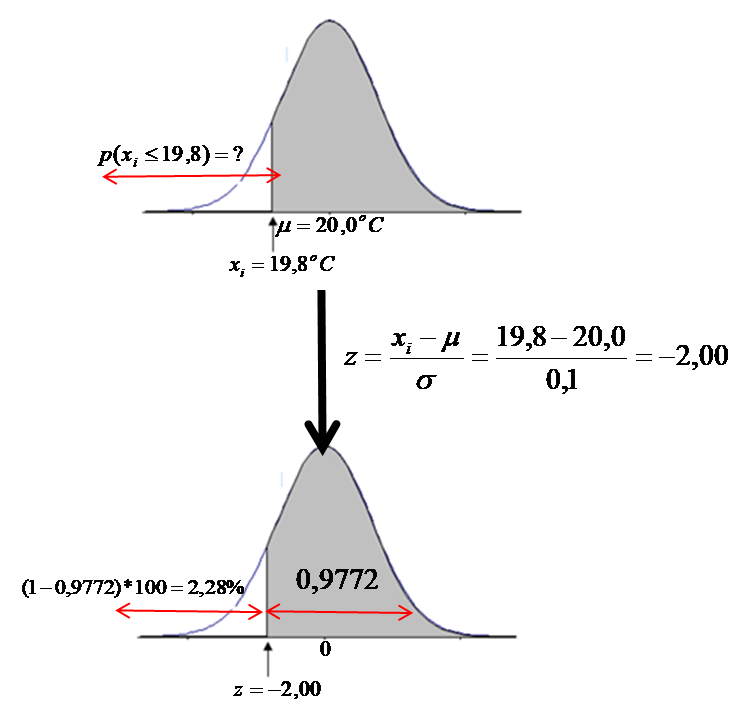 p(xᵢ ≤ 19,8) = ?
μ = 20,0°C
xᵢ = 19,8°C
z = (xᵢ − μ)/σ = (19,8 − 20,0)/0,1 = −2,00
(1 − 0,9772) * 100 = 2,28%
0,9772
0
z = −2,00